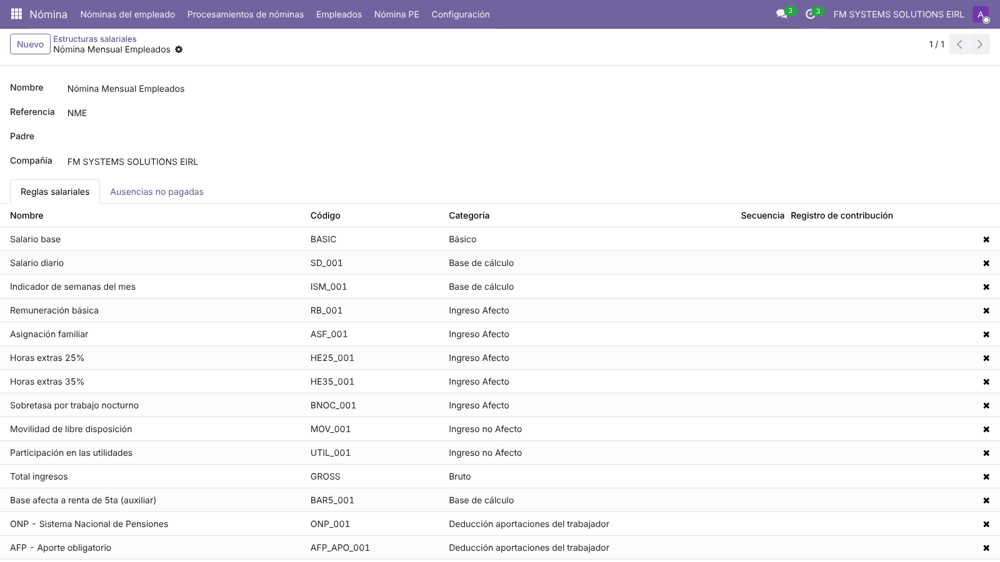 Nómina Nóminas del empleado Procesamientos de nóminas Empleados Nómina PE Configuración 3 3 FM SYSTEMS SOLUTIONS EIRL A
Nuevo Estructuras salariales
Nómina Mensual Empleados 1 / 1
Nombre Nómina Mensual Empleados
Referencia NME
Padre
Compañía FM SYSTEMS SOLUTIONS EIRL
Reglas salariales Ausencias no pagadas
Nombre Código Categoría Secuencia Registro de contribución
Salario base BASIC Básico
Salario diario SD_001 Base de cálculo
Indicador de semanas del mes ISM_001 Base de cálculo
Remuneración básica RB_001 Ingreso Afecto
Asignación familiar ASF_001 Ingreso Afecto
Horas extras 25% HE25_001 Ingreso Afecto
Horas extras 35% HE35_001 Ingreso Afecto
Sobretasa por trabajo nocturno BNOC_001 Ingreso Afecto
Movilidad de libre disposición MOV_001 Ingreso no Afecto
Participación en las utilidades UTIL_001 Ingreso no Afecto
Total ingresos GROSS Bruto
Base afecta a renta de 5ta (auxiliar) BAR5_001 Base de cálculo
ONP - Sistema Nacional de Pensiones ONP_001 Deducción aportaciones del trabajador
AFP - Aporte obligatorio AFP_APO_001 Deducción aportaciones del trabajador